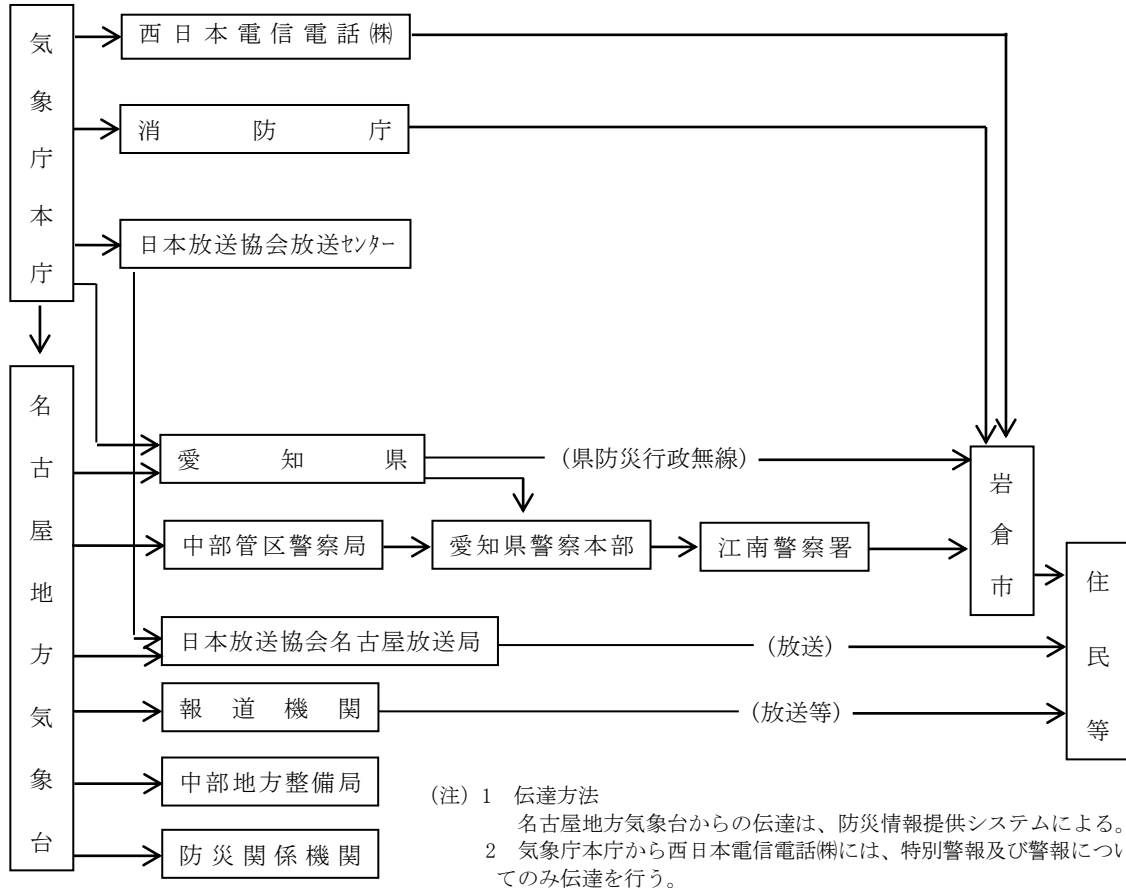 気象庁本庁
西日本電信電話㈱
消防庁
日本放送協会放送ｾﾝﾀｰ
名古屋地方気象台
愛知県
（県防災行政無線）
中部管区警察局
愛知県警察本部
江南警察署
岩倉市
日本放送協会名古屋放送局
（放送）
報道機関
（放送等）
住民等
中部地方整備局
防災関係機関
（注）1　伝達方法
名古屋地方気象台からの伝達は、防災情報提供システムによる。
2　気象庁本庁から西日本電信電話㈱には、特別警報及び警報につい
てのみ伝達を行う。